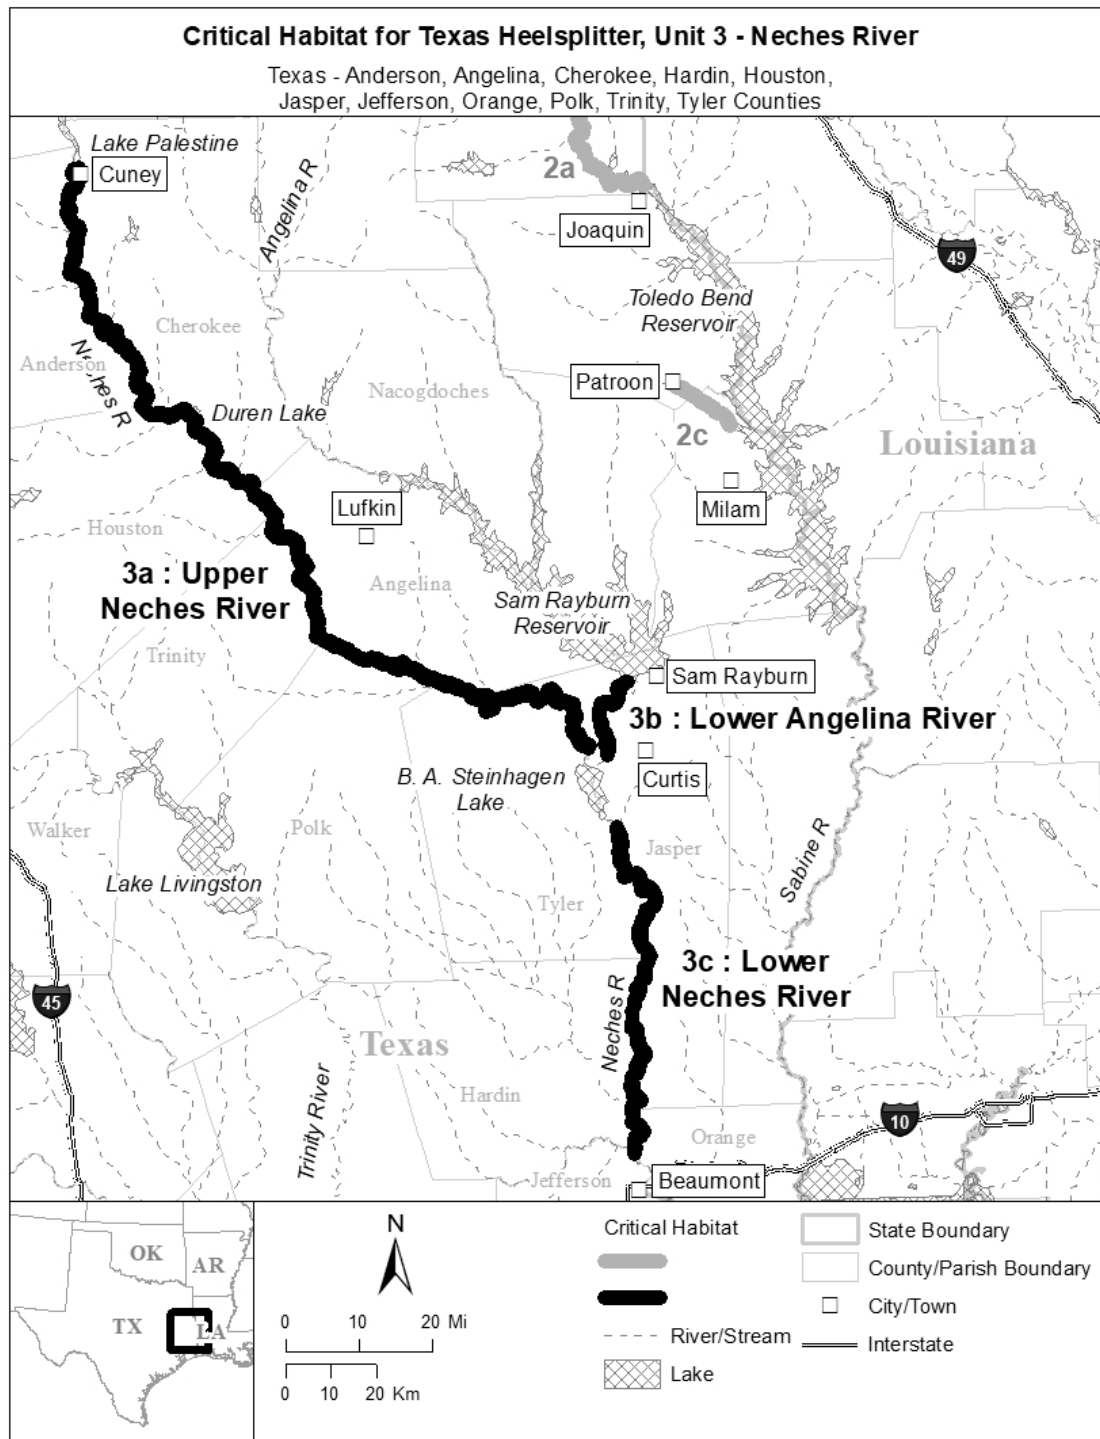 Critical Habitat for Texas Heelsplitter, Unit 3 - Neches River
Texas - Anderson, Angelina, Cherokee, Hardin, Houston,
Jasper, Jefferson, Orange, Polk, Trinity, Tyler Counties
Lake Palestine
Cuney
Angelina R
2a
Joaquin
49
Toledo Bend
Reservoir
Cherokee
Anderson
Neches R
Nacogdoches
Patroon
Duren Lake
2c
Louisiana
Milam
Lufkin
Houston
3a : Upper
Neches River
Angelina
Sam Rayburn
Reservoir
Trinity
Sam Rayburn
3b : Lower Angelina River
B. A. Steinhagen
Lake
Curtis
Walker
Polk
Jasper
Sabine R
Lake Livingston
Tyler
3c : Lower
Neches River
45
Neches R
Texas
Hardin
Trinity River
10
Orange
Jefferson
Beaumont
OK
AR
TX
LA
N
0 10 20 Mi
0 10 20 Km
Critical Habitat
River/Stream
Lake
State Boundary
County/Parish Boundary
City/Town
Interstate